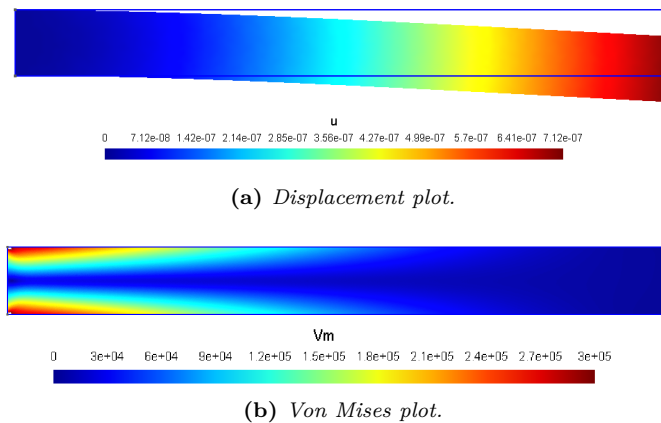 u
0 7.12e-08 1.42e-07 2.14e-07 2.85e-07 3.56e-07 4.27e-07 4.99e-07 5.7e-07 6.41e-07 7.12e-07
(a) Displacement plot.
Vm
0 3e+04 6e+04 9e+04 1.2e+05 1.5e+05 1.8e+05 2.1e+05 2.4e+05 2.7e+05 3e+05
(b) Von Mises plot.